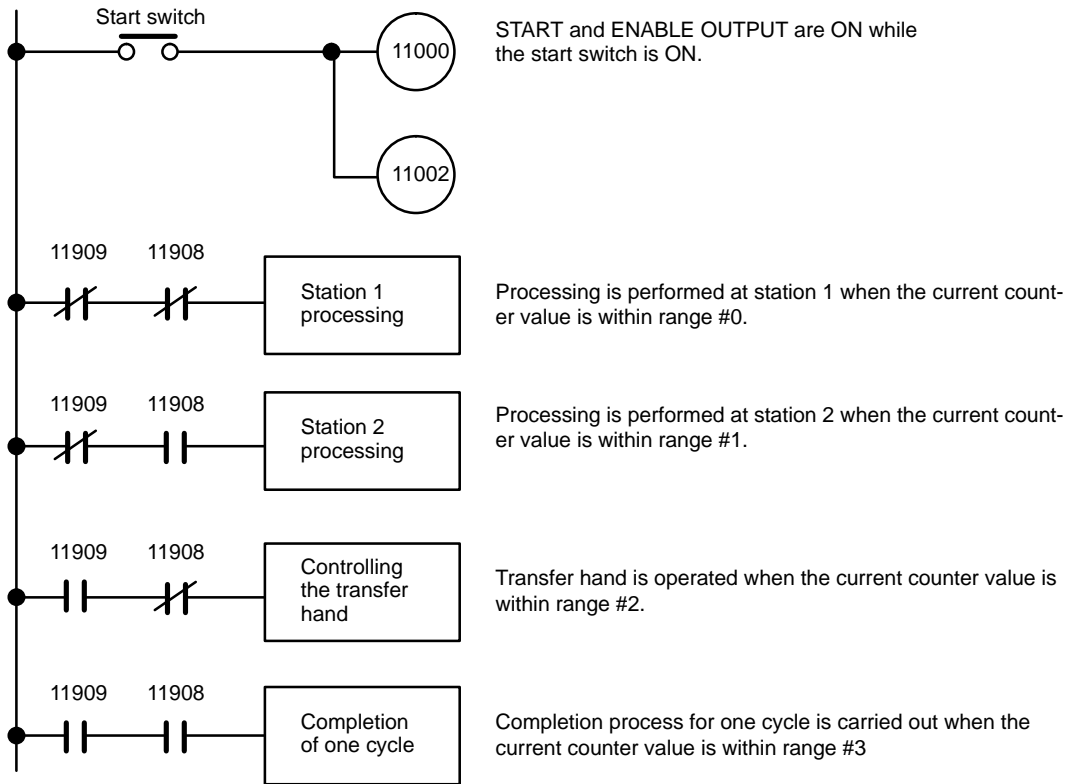 Start switch
11000
START and ENABLE OUTPUT are ON while
the start switch is ON.
11002
11909
11908
Station 1
processing
Processing is performed at station 1 when the current count-
er value is within range #0.
11909
11908
Station 2
processing
Processing is performed at station 2 when the current count-
er value is within range #1.
11909
11908
Controlling
the transfer
hand
Transfer hand is operated when the current counter value is
within range #2.
11909
11908
Completion
of one cycle
Completion process for one cycle is carried out when the
current counter value is within range #3